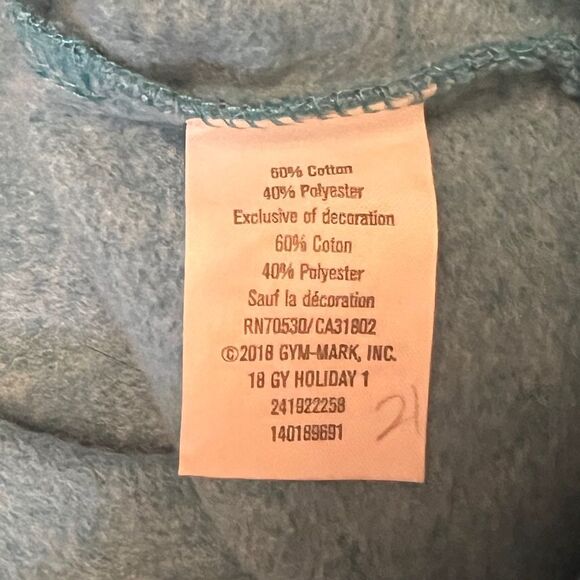 60% Cotton
40% Polyester
Exclusive of decoration
60% Coton
40% Polyester
Sauf la décoration
RN70530/CA31802
©2018 GYM-MARK, INC.
18 GY HOLIDAY 1
241922258
140189691
21